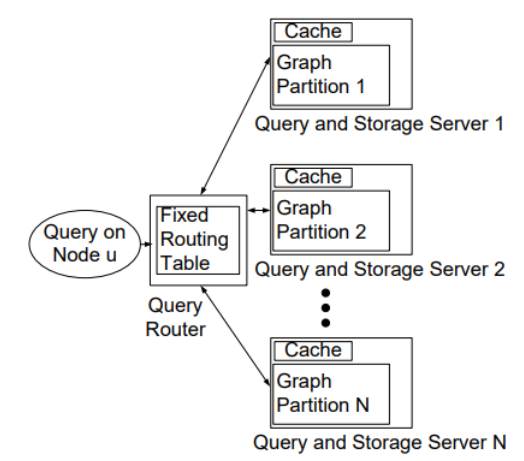 Cache
Graph
Partition 1
Query and Storage Server 1
Cache
Graph
Partition 2
Query and Storage Server 2
Fixed
Routing
Table
Query on
Node u
Query
Router
Cache
Graph
Partition N
Query and Storage Server N